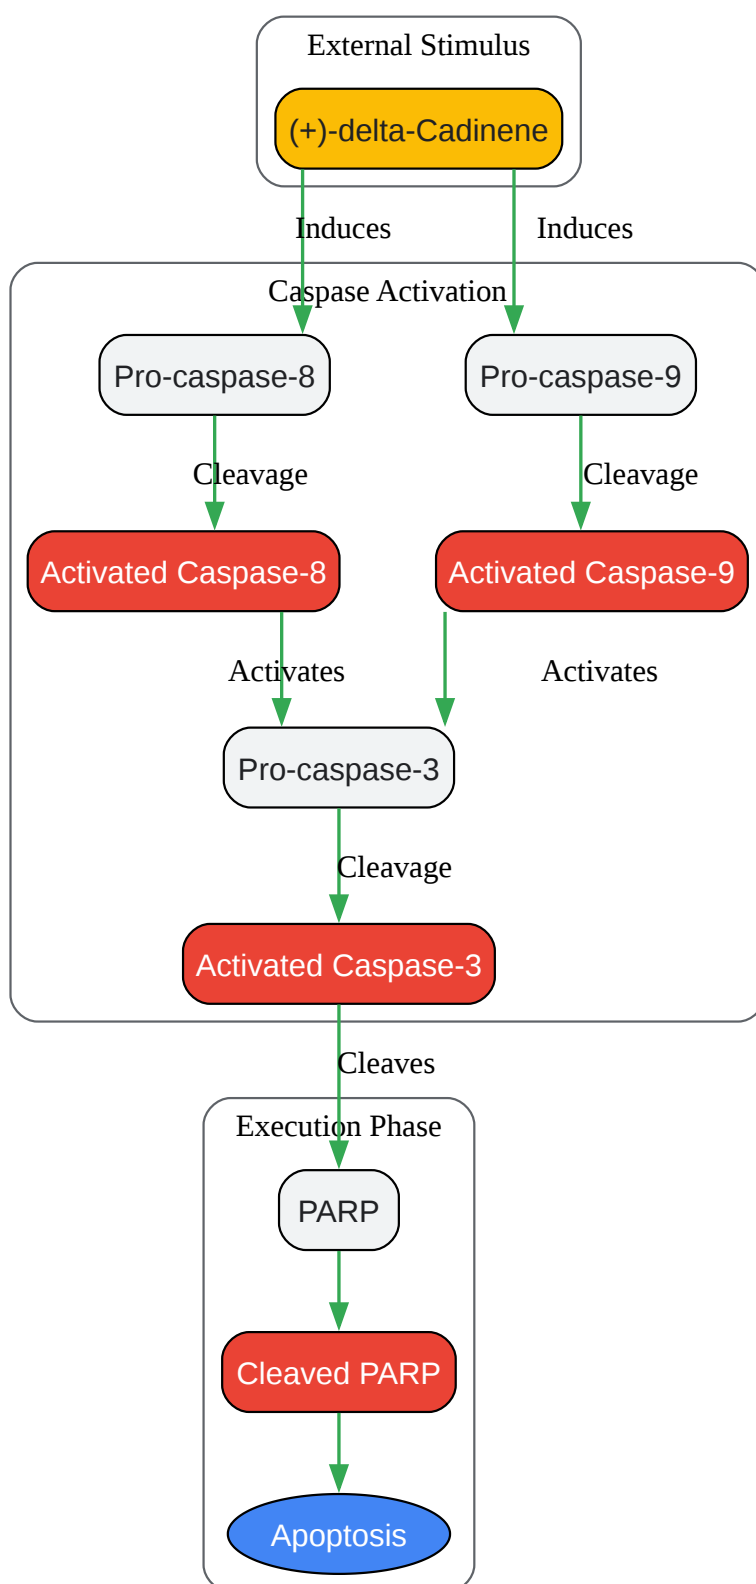 External Stimulus
(+)-delta-Cadinene
Induces
Induces
Caspase Activation
Pro-caspase-8
Pro-caspase-9
Cleavage
Cleavage
Activated Caspase-8
Activated Caspase-9
Activates
Activates
Pro-caspase-3
Cleavage
Activated Caspase-3
Cleaves
Execution Phase
PARP
Cleaved PARP
Apoptosis